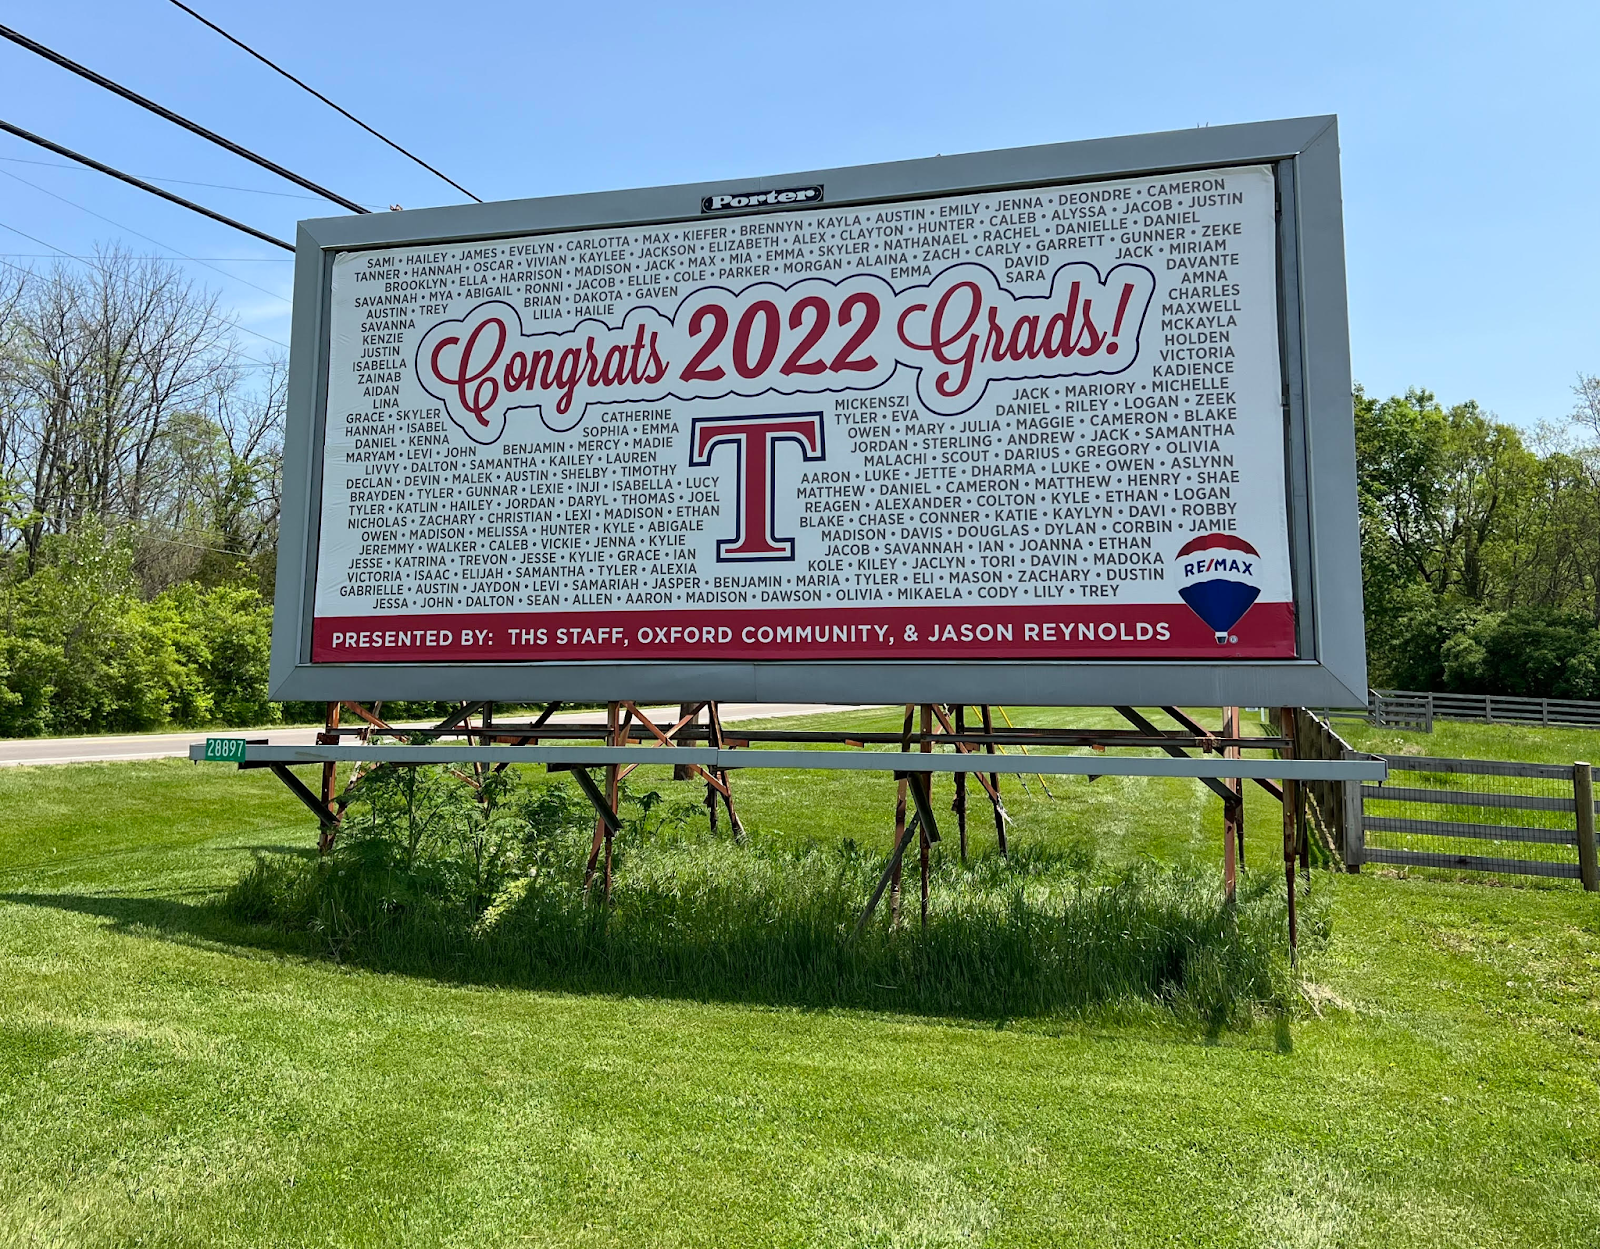 Porter
SAMI • HAILEY • JAMES • EVELYN • CARLOTTA • MAX • KIEFER • BRENNYN • KAYLA • AUSTIN • EMILY • JENNA • DEONDRE • CAMERON
TANNER • HANNAH • OSCAR • VIVIAN • KAYLEE • JACKSON • ELIZABETH • ALEX • CLAYTON • HUNTER • CALEB • ALYSSA • JACOB • JUSTIN
BROOKLYN • ELLA • HARRISON • MADISON • JACK • MAX • MIA • EMMA • SKYLER • NATHANAEL • RACHEL • DANIELLE • DANIEL
SAVANNAH • MYA • ABIGAIL • RONNI • JACOB • ELLIE • COLE • PARKER • MORGAN • ALAINA • ZACH • CARLY • GARRETT • GUNNER • ZEKE
AUSTIN • TREY BRIAN • DAKOTA • GAVEN EMMA DAVID JACK • MIRIAM
SAVANNA LILIA • HAILIE SARA DAVANTE
KENZIE AMNA
JUSTIN CHARLES
ISABELLA MAXWELL
ZAINAB MCKAYLA
AIDAN HOLDEN
LINA VICTORIA
KADIENCE
Congrats 2022 Grads!
T
GRACE • SKYLER CATHERINE
HANNAH • ISABEL SOPHIA • EMMA
DANIEL • KENNA BENJAMIN • MERCY • MADIE
MARYAM • LEVI • JOHN
LIVVY • DALTON • SAMANTHA • KAILEY • LAUREN
DECLAN • DEVIN • MALEK • AUSTIN • SHELBY • TIMOTHY
BRAYDEN • TYLER • GUNNAR • LEXIE • INJI • ISABELLA • LUCY
TYLER • KATLIN • HAILEY • JORDAN • DARYL • THOMAS • JOEL
NICHOLAS • ZACHARY • CHRISTIAN • LEXI • MADISON • ETHAN
OWEN • MADISON • MELISSA • HUNTER • KYLE • ABIGALE
JEREMMY • WALKER • CALEB • VICKIE • JENNA • KYLIE
JESSE • KATRINA • TREVON • JESSE • KYLIE • GRACE • IAN
VICTORIA • ISAAC • ELIJAH • SAMANTHA • TYLER • ALEXIA
MICKENSZI JACK • MARIORY • MICHELLE
TYLER • EVA DANIEL • RILEY • LOGAN • ZEEK
OWEN • MARY • JULIA • MAGGIE • CAMERON • BLAKE
JORDAN • STERLING • ANDREW • JACK • SAMANTHA
MALACHI • SCOUT • DARIUS • GREGORY • OLIVIA
AARON • LUKE • JETTE • DHARMA • LUKE • OWEN • ASLYNN
MATTHEW • DANIEL • CAMERON • MATTHEW • HENRY • SHAE
REAGEN • ALEXANDER • COLTON • KYLE • ETHAN • LOGAN
BLAKE • CHASE • CONNER • KATIE • KAYLYN • DAVI • ROBBY
MADISON • DAVIS • DOUGLAS • DYLAN • CORBIN • JAMIE
JACOB • SAVANNAH • IAN • JOANNA • ETHAN
KOLE • KILEY • JACLYN • TORI • DAVIN • MADOKA
GABRIELLE • AUSTIN • JAYDON • LEVI • SAMARIAH • JASPER • BENJAMIN • MARIA • TYLER • ELI • MASON • ZACHARY • DUSTIN
JESSA • JOHN • DALTON • SEAN • ALLEN • AARON • MADISON • DAWSON • OLIVIA • MIKAELA • CODY • LILY • TREY
RE/MAX
PRESENTED BY: THS STAFF, OXFORD COMMUNITY, & JASON REYNOLDS
28897